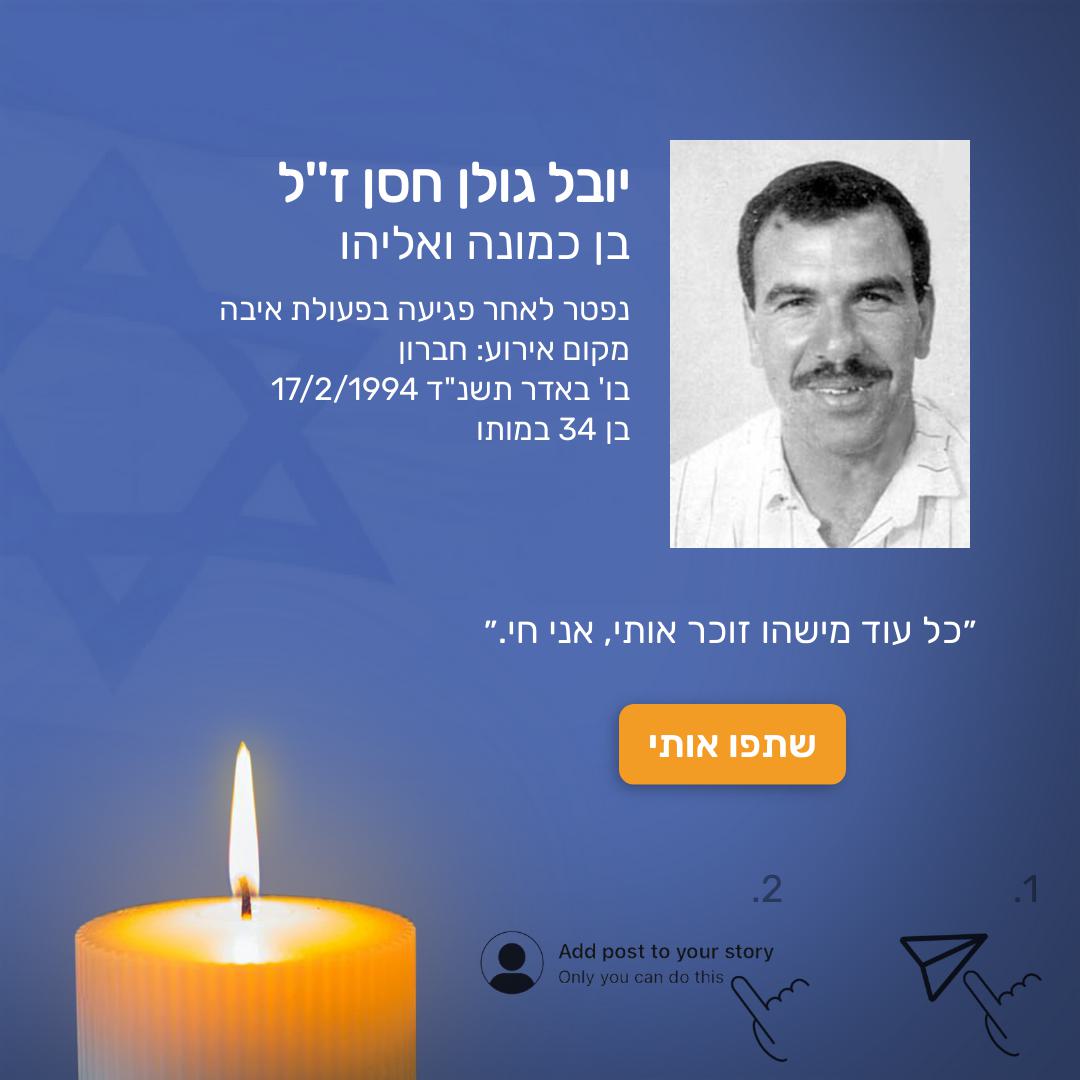 יובל גולן חסן ז"ל
בן כמונה ואליהו
נפטר לאחר פגיעה בפעולת איבה
מקום אירוע: חברון
בו' באדר תשנ"ד 17/2/1994
בן 34 במותו
״כל עוד מישהו זוכר אותי, אני חי.״
שתפו אותי
1.
2.
Add post to your story
Only you can do this